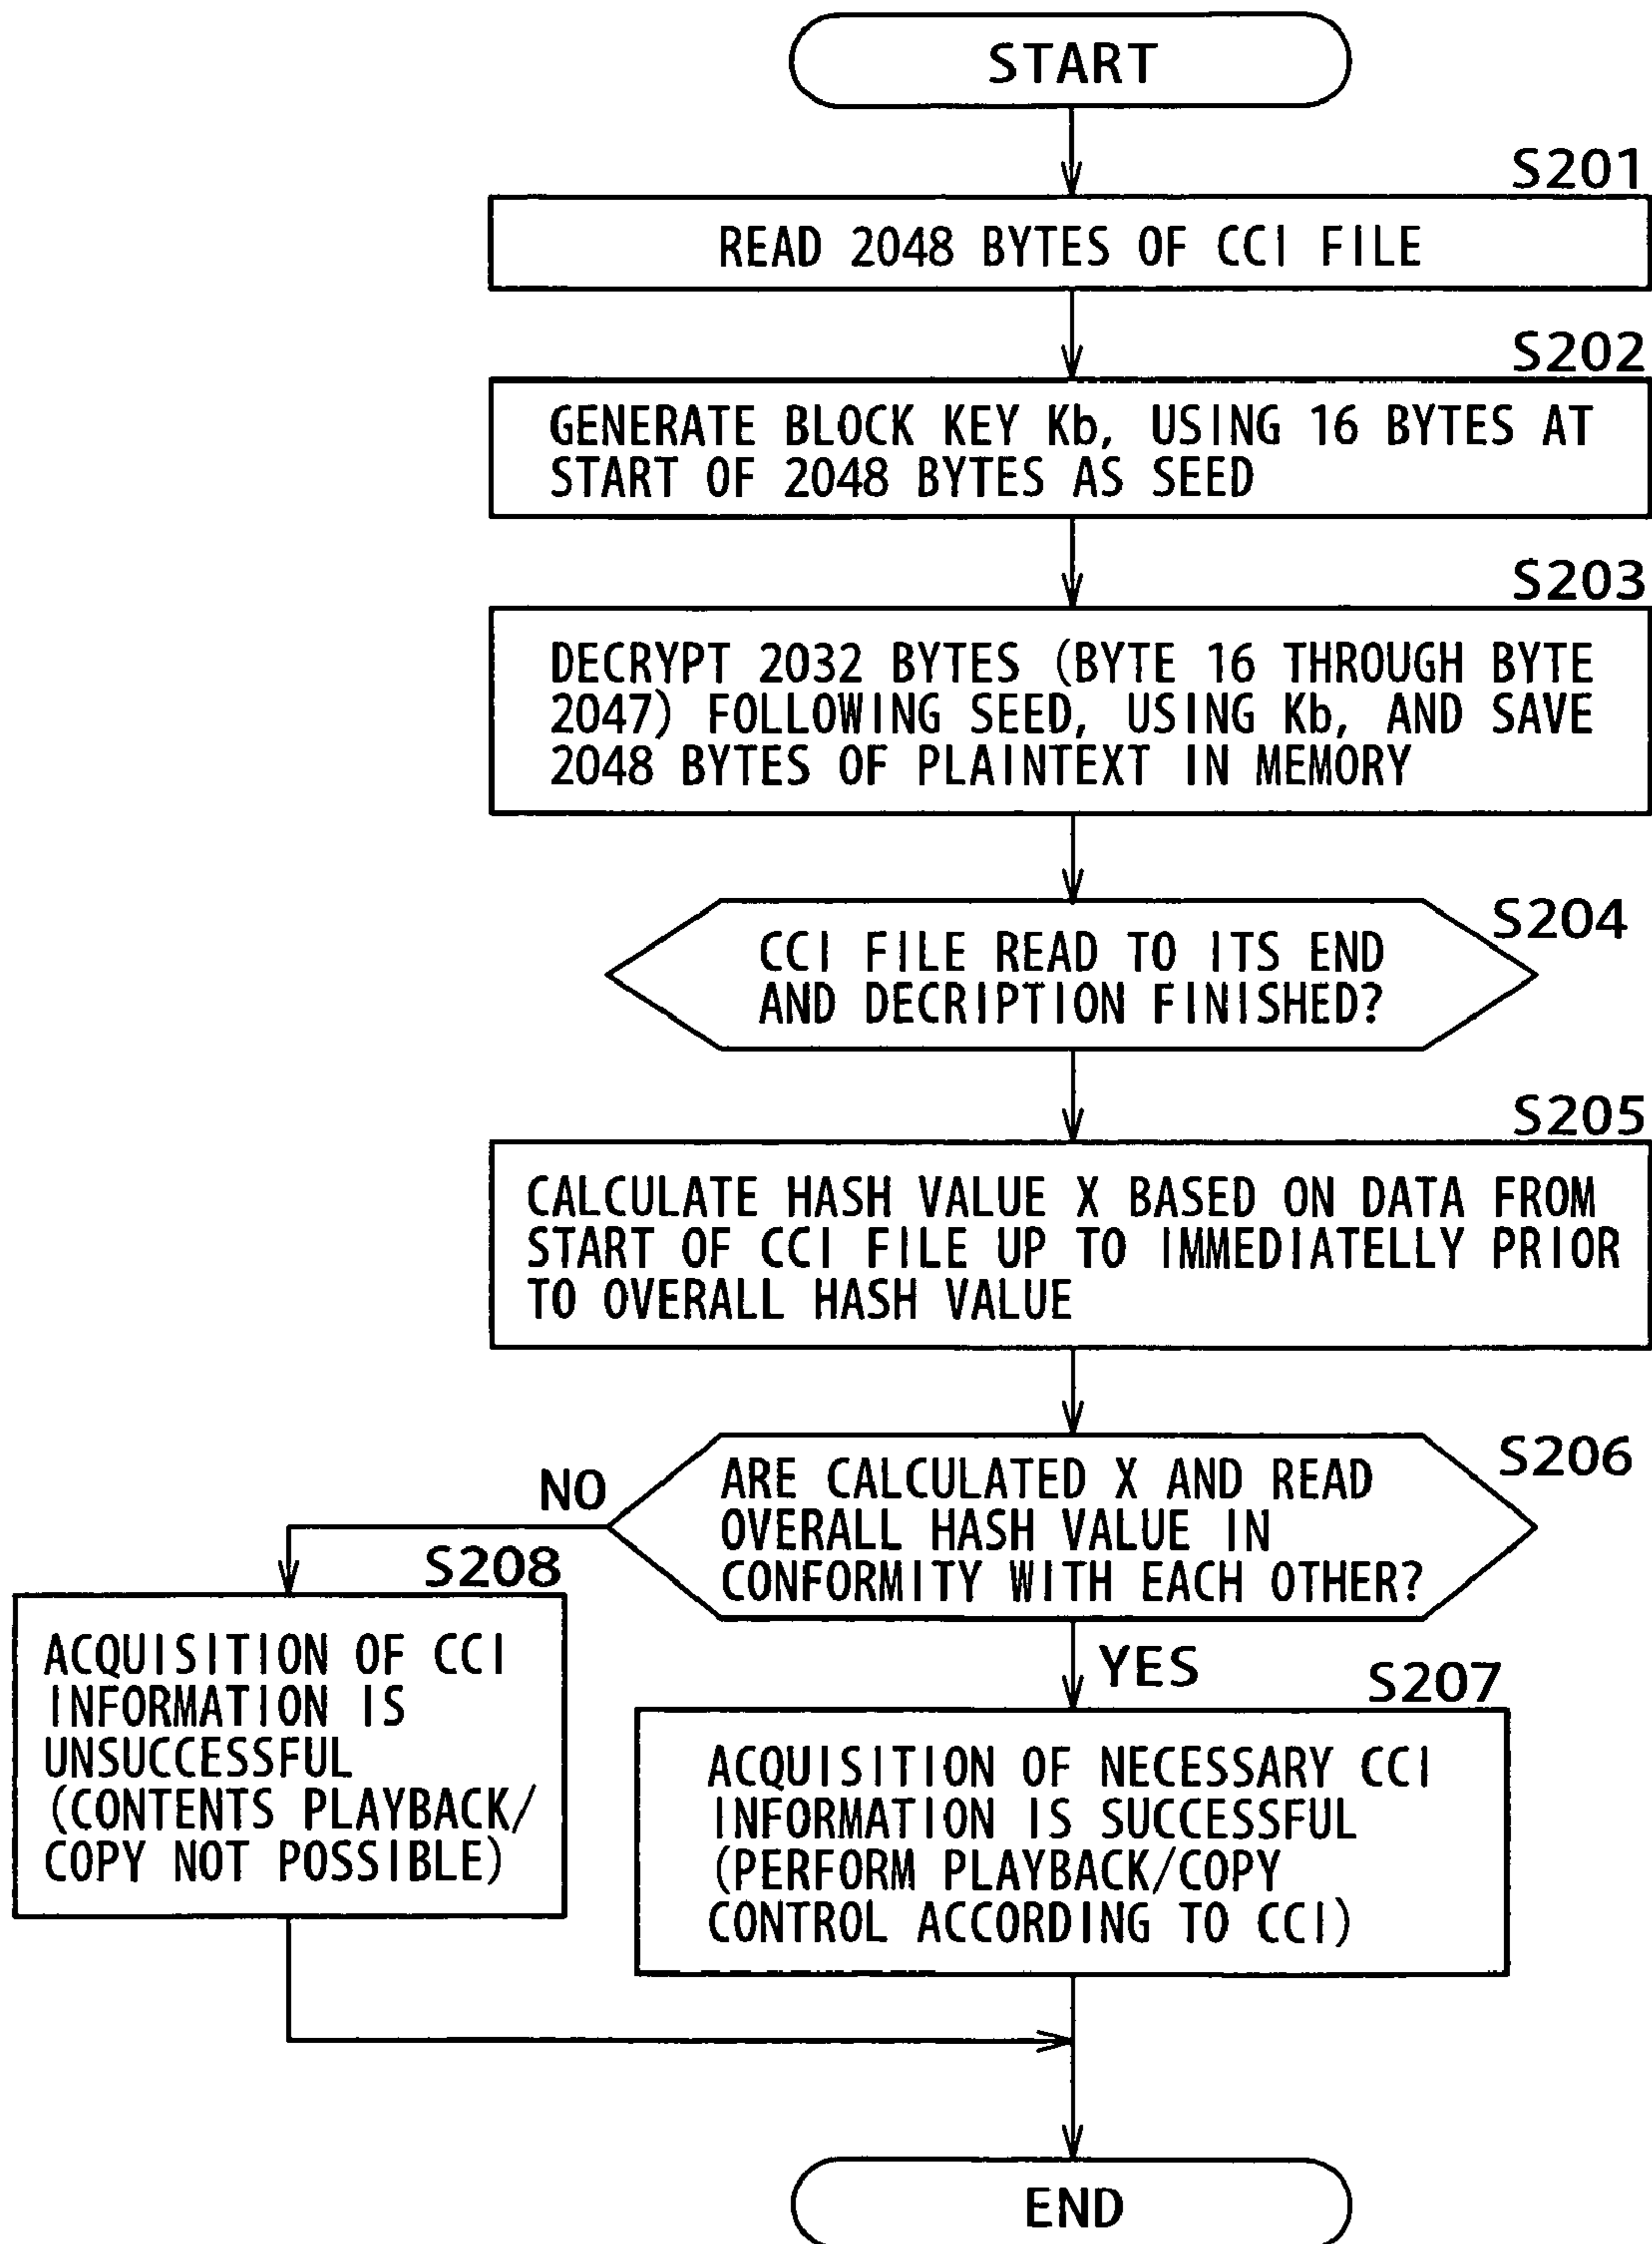 START
S201
READ 2048 BYTES OF CCI FILE
S202
GENERATE BLOCK KEY Kb, USING 16 BYTES AT
START OF 2048 BYTES AS SEED
S203
DECRYPT 2032 BYTES (BYTE 16 THROUGH BYTE
2047) FOLLOWING SEED, USING Kb, AND SAVE
2048 BYTES OF PLAINTEXT IN MEMORY
S204
CCI FILE READ TO ITS END
AND DECRIPTION FINISHED?
S205
CALCULATE HASH VALUE X BASED ON DATA FROM
START OF CCI FILE UP TO IMMEDIATELLY PRIOR
TO OVERALL HASH VALUE
S206
ARE CALCULATED X AND READ
OVERALL HASH VALUE IN
CONFORMITY WITH EACH OTHER?
NO
S208
ACQUISITION OF CCI
INFORMATION IS
UNSUCCESSFUL
(CONTENTS PLAYBACK/
COPY NOT POSSIBLE)
YES
S207
ACQUISITION OF NECESSARY CCI
INFORMATION IS SUCCESSFUL
(PERFORM PLAYBACK/COPY
CONTROL ACCORDING TO CCI)
END